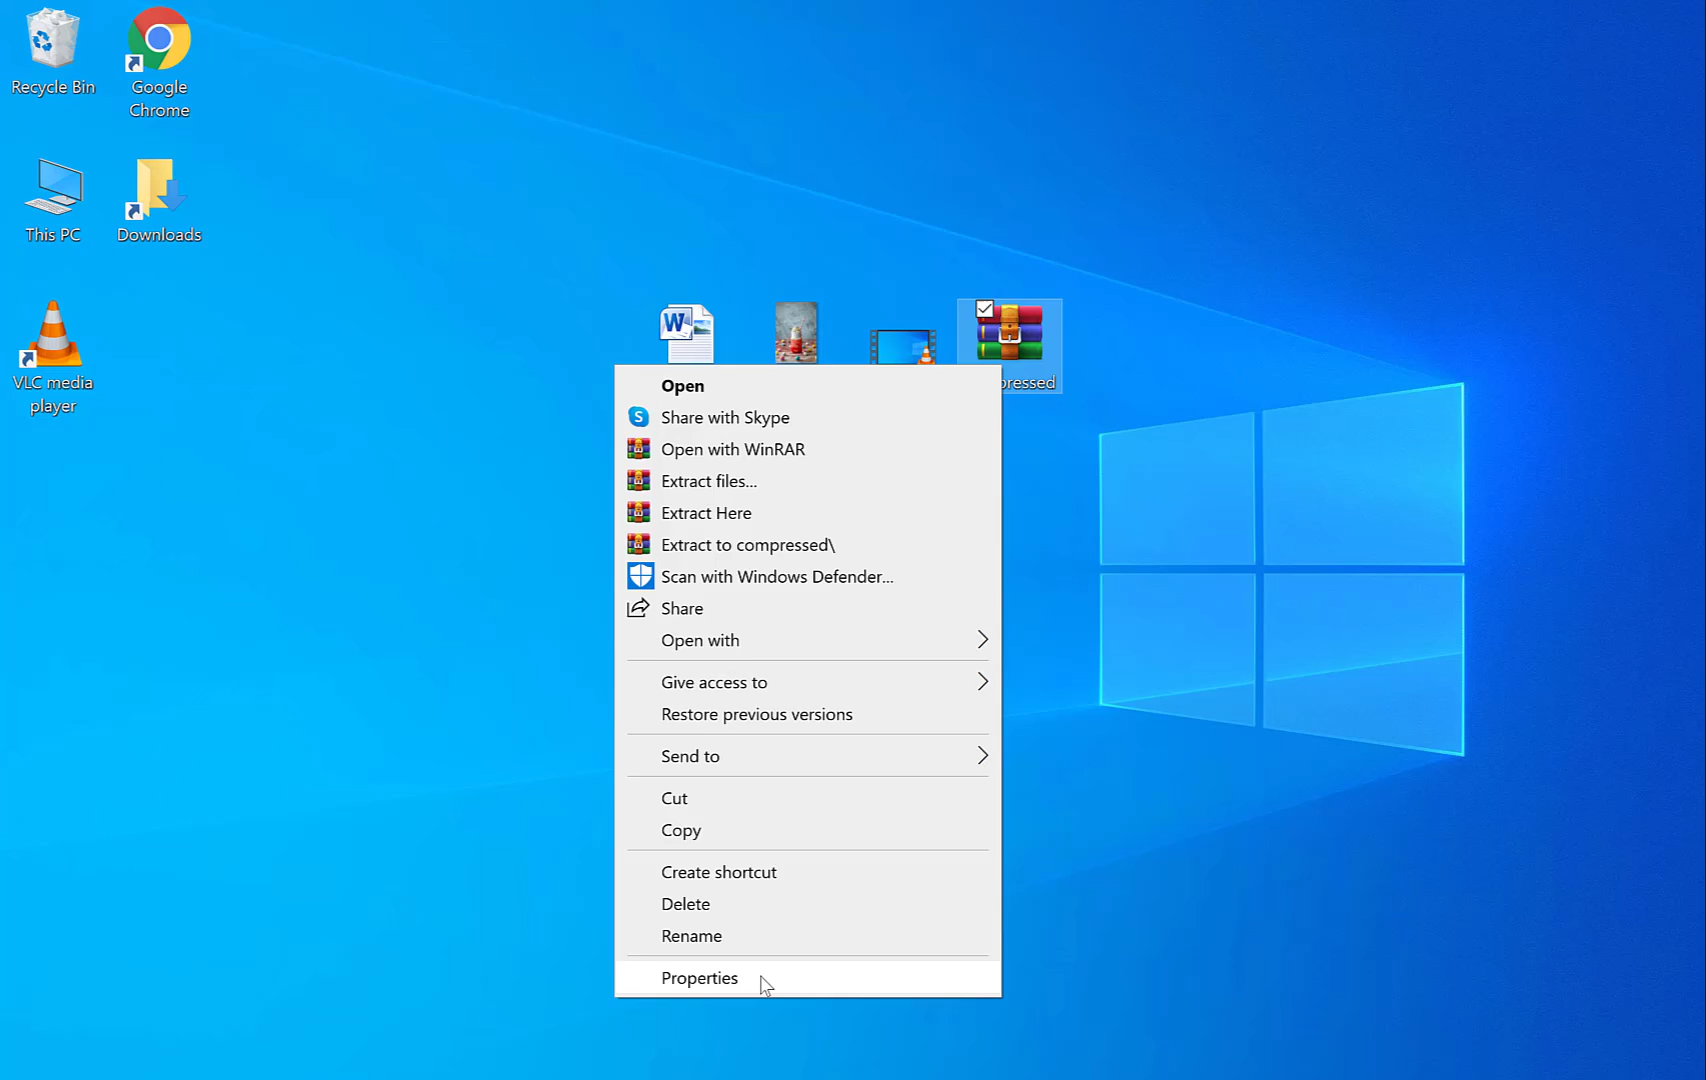 Recycle Bin
Google
Chrome
This PC
Downloads
VLC media
player
W
pressed
Open
S
Share with Skype
Open with WinRAR
Extract files...
Extract Here
Extract to compressed\
Scan with Windows Defender...
Share
Open with
Give access to
Restore previous versions
Send to
Cut
Copy
Create shortcut
Delete
Rename
Properties